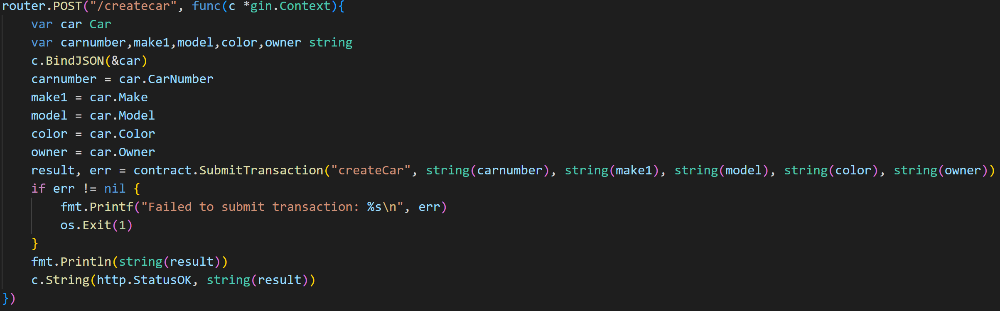 router.POST("/createcar", func(c *gin.Context){
    var car Car
    var carnumber,make1,model,color,owner string
    c.BindJSON(&car)
    carnumber = car.CarNumber
    make1 = car.Make
    model = car.Model
    color = car.Color
    owner = car.Owner
    result, err = contract.SubmitTransaction("createCar", string(carnumber), string(make1), string(model), string(color), string(owner))
    if err != nil {
        fmt.Printf("Failed to submit transaction: %s\n", err)
        os.Exit(1)
    }
    fmt.Println(string(result))
    c.String(http.StatusOK, string(result))
})